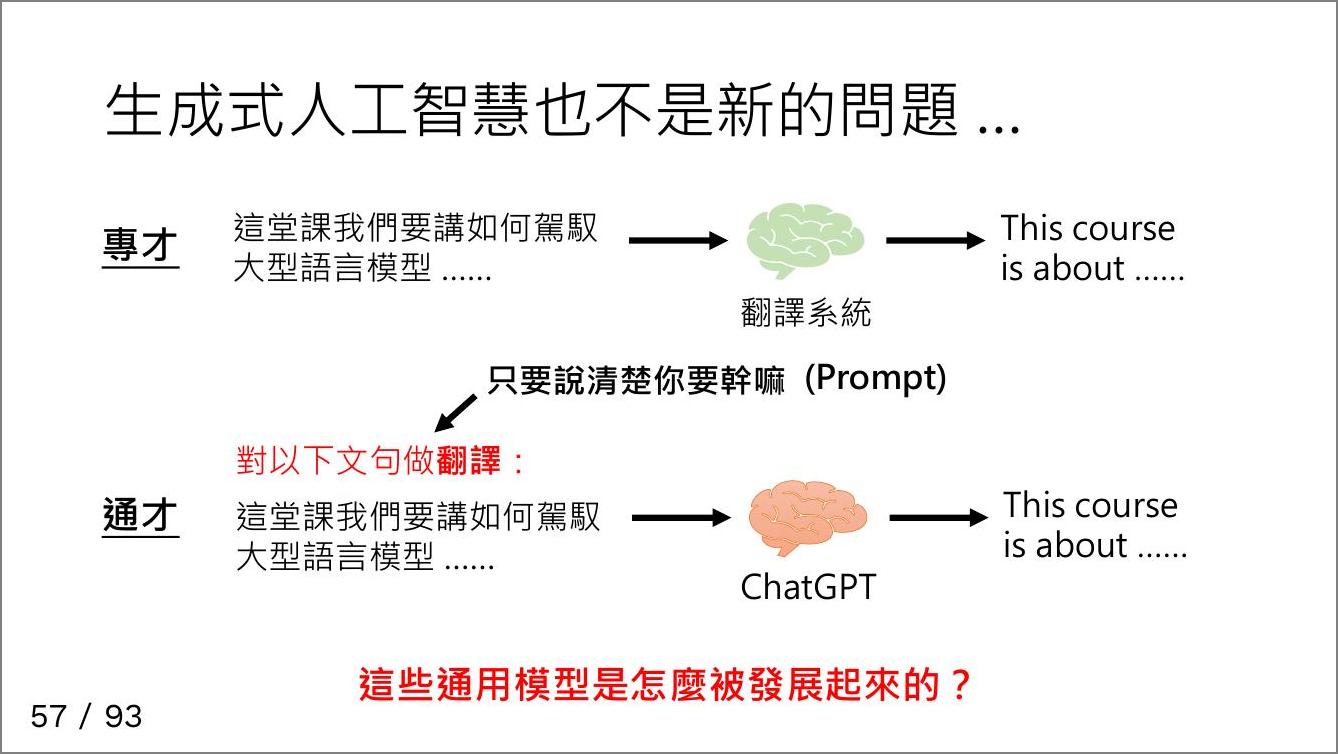 生成式人工智慧也不是新的問題 ...
專才
這堂課我們要講如何駕馭
大型語言模型 ......
翻譯系統
This course
is about ......
只要說清楚你要幹嘛 (Prompt)
對以下文句做翻譯：
通才
這堂課我們要講如何駕馭
大型語言模型 ......
ChatGPT
This course
is about ......
這些通用模型是怎麼被發展起來的？
57 / 93